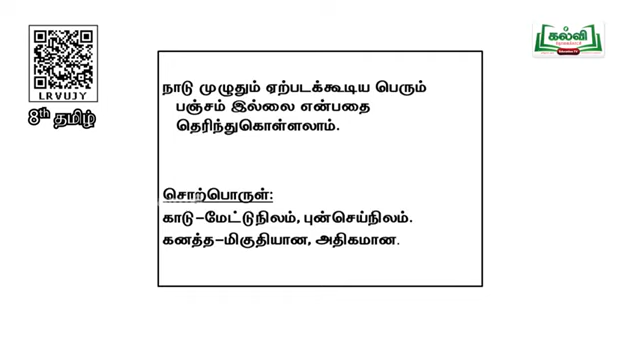 LRVUJY
8th தமிழ்
கல்வி
நாடு முழுதும் ஏற்படக்கூடிய பெரும்
பஞ்சம் இல்லை என்பதை
தெரிந்துகொள்ளலாம்.
சொற்பொருள்:
காடு-மேட்டுநிலம், புன்செய்நிலம்.
கனத்த-மிகுதியான, அதிகமான.